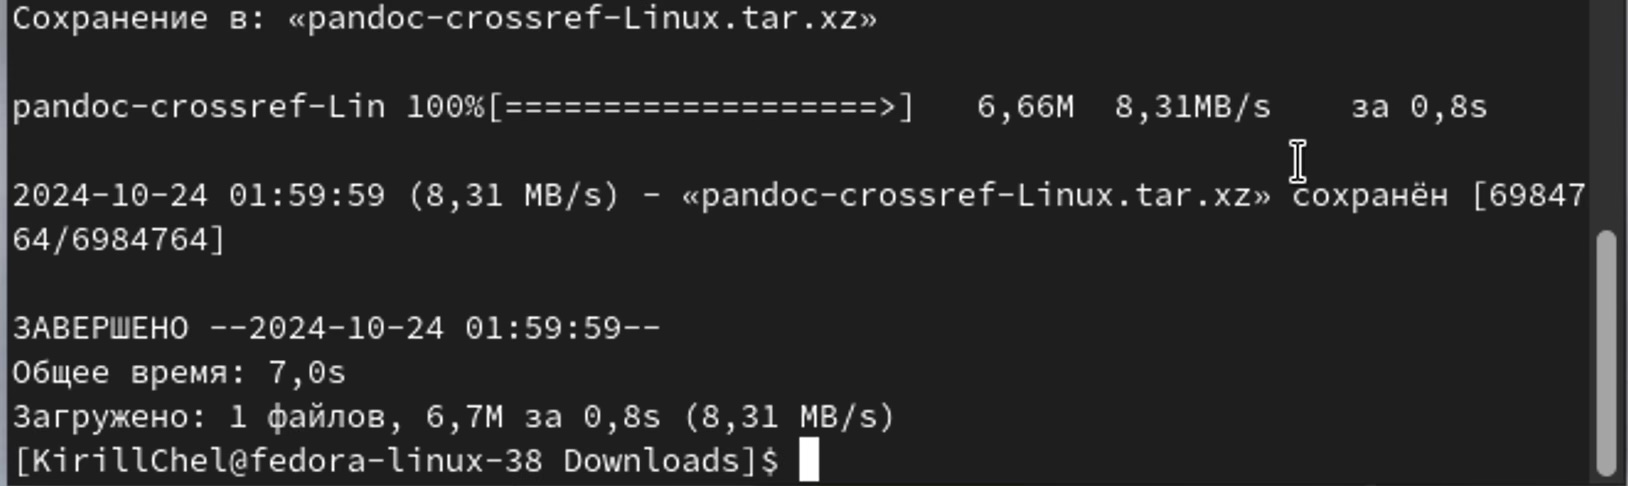 Сохранение в: «pandoc-crossref-Linux.tar.xz»
pandoc-crossref-Lin 100%[===================>]   6,66M  8,31MB/s    за 0,8s
2024-10-24 01:59:59 (8,31 MB/s) - «pandoc-crossref-Linux.tar.xz» сохранён [69847
64/6984764]
ЗАВЕРШЕНО --2024-10-24 01:59:59--
Общее время: 7,0s
Загружено: 1 файлов, 6,7M за 0,8s (8,31 MB/s)
[KirillChel@fedora-linux-38 Downloads]$